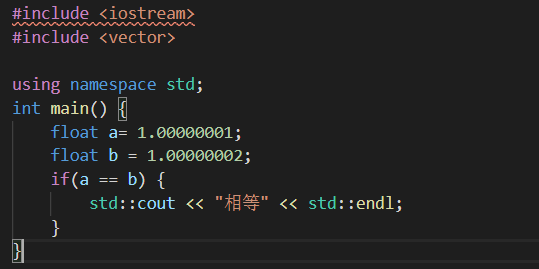 #include <iostream>
#include <vector>
using namespace std;
int main() {
float a= 1.00000001;
float b = 1.00000002;
if(a == b) {
std::cout << "相等" << std::endl;
}
}